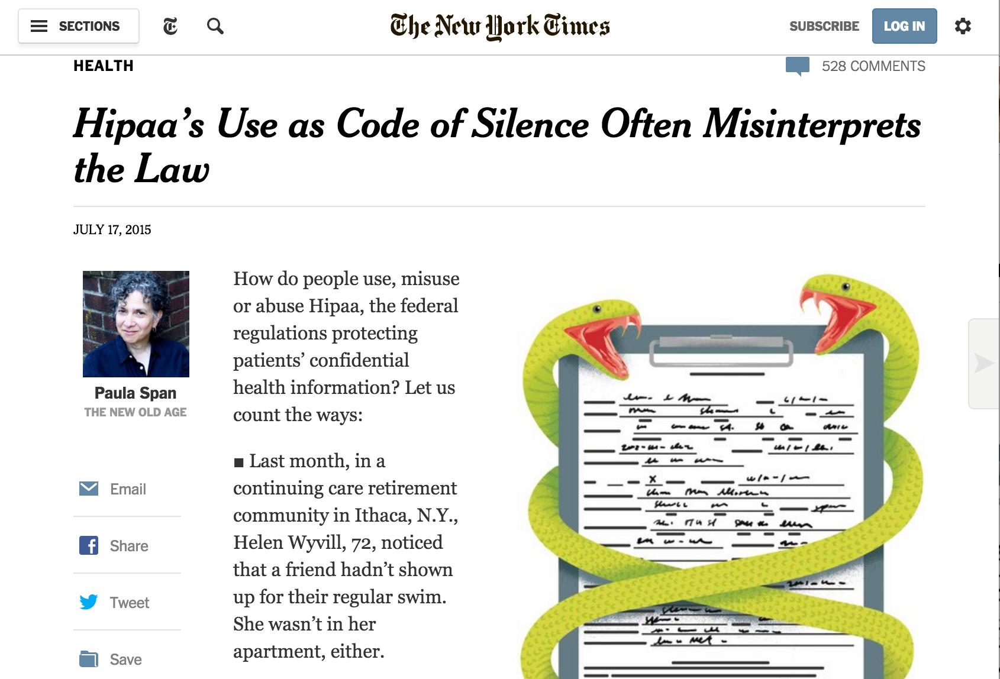 SECTIONS
The New York Times
SUBSCRIBE
LOG IN
HEALTH
528 COMMENTS
Hipaa’s Use as Code of Silence Often Misinterprets
the Law
JULY 17, 2015
Paula Span
THE NEW OLD AGE
Email
Share
Tweet
Save
How do people use, misuse
or abuse Hipaa, the federal
regulations protecting
patients’ confidential
health information? Let us
count the ways:
■ Last month, in a
continuing care retirement
community in Ithaca, N.Y.,
Helen Wyvill, 72, noticed
that a friend hadn’t shown
up for their regular swim.
She wasn’t in her
apartment, either.